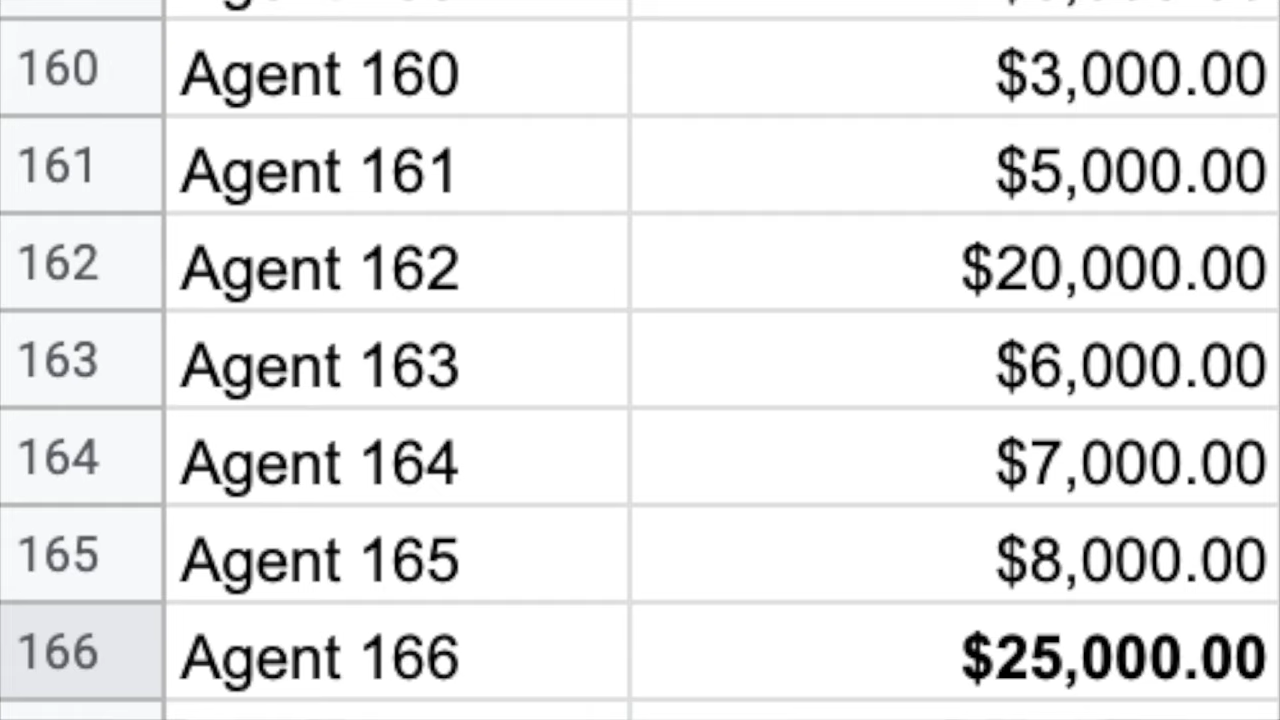 160 Agent 160 $3,000.00
161 Agent 161 $5,000.00
162 Agent 162 $20,000.00
163 Agent 163 $6,000.00
164 Agent 164 $7,000.00
165 Agent 165 $8,000.00
166 Agent 166 $25,000.00